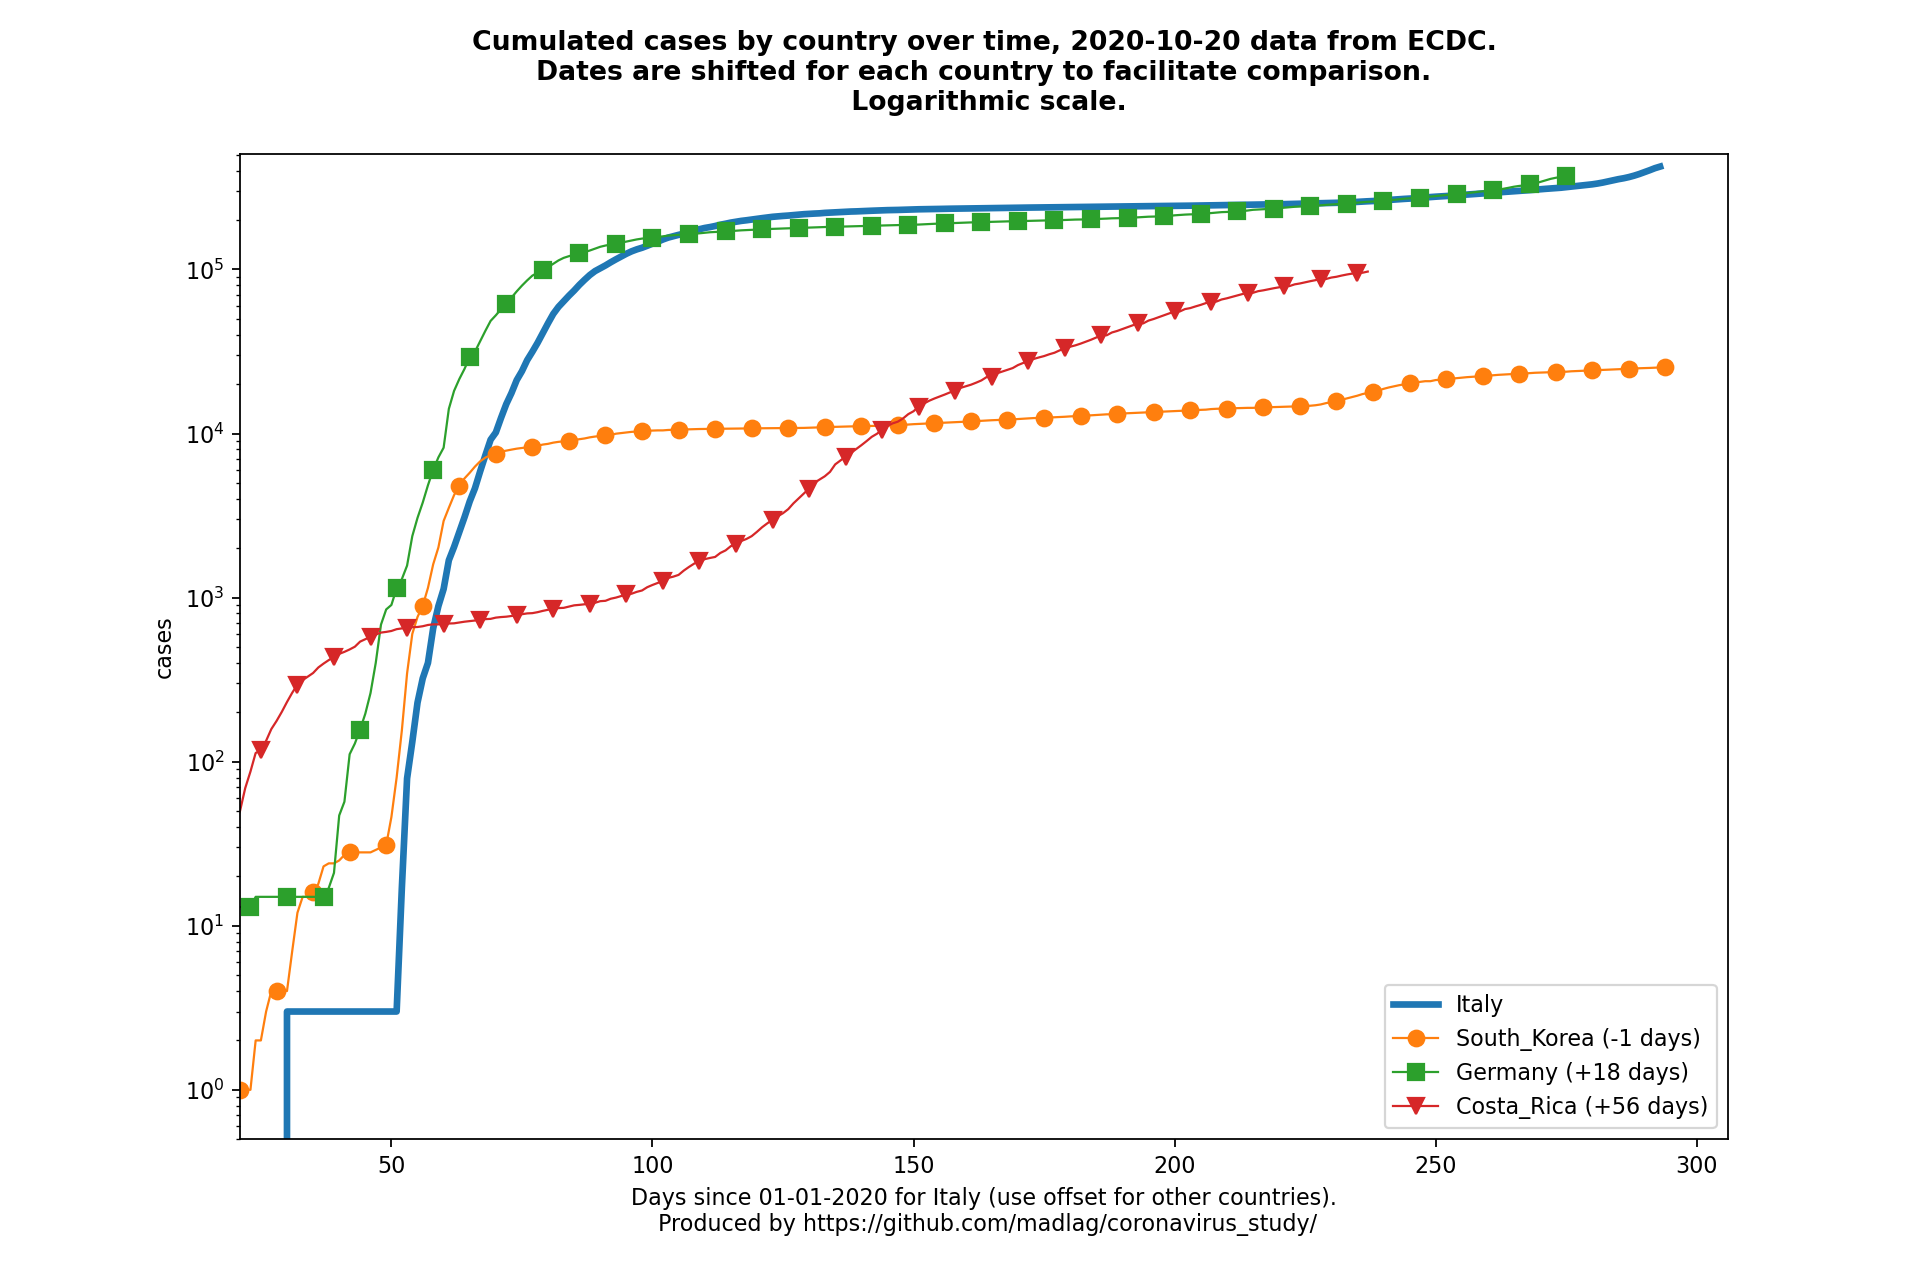 Cumulated cases by country over time, 2020-10-20 data from ECDC.
Dates are shifted for each country to facilitate comparison.
Logarithmic scale.
10^5
10^4
10^3
10^2
10^1
10^0
cases
Italy
South_Korea (-1 days)
Germany (+18 days)
Costa_Rica (+56 days)
50 100 150 200 250 300
Days since 01-01-2020 for Italy (use offset for other countries).
Produced by https://github.com/madlag/coronavirus_study/